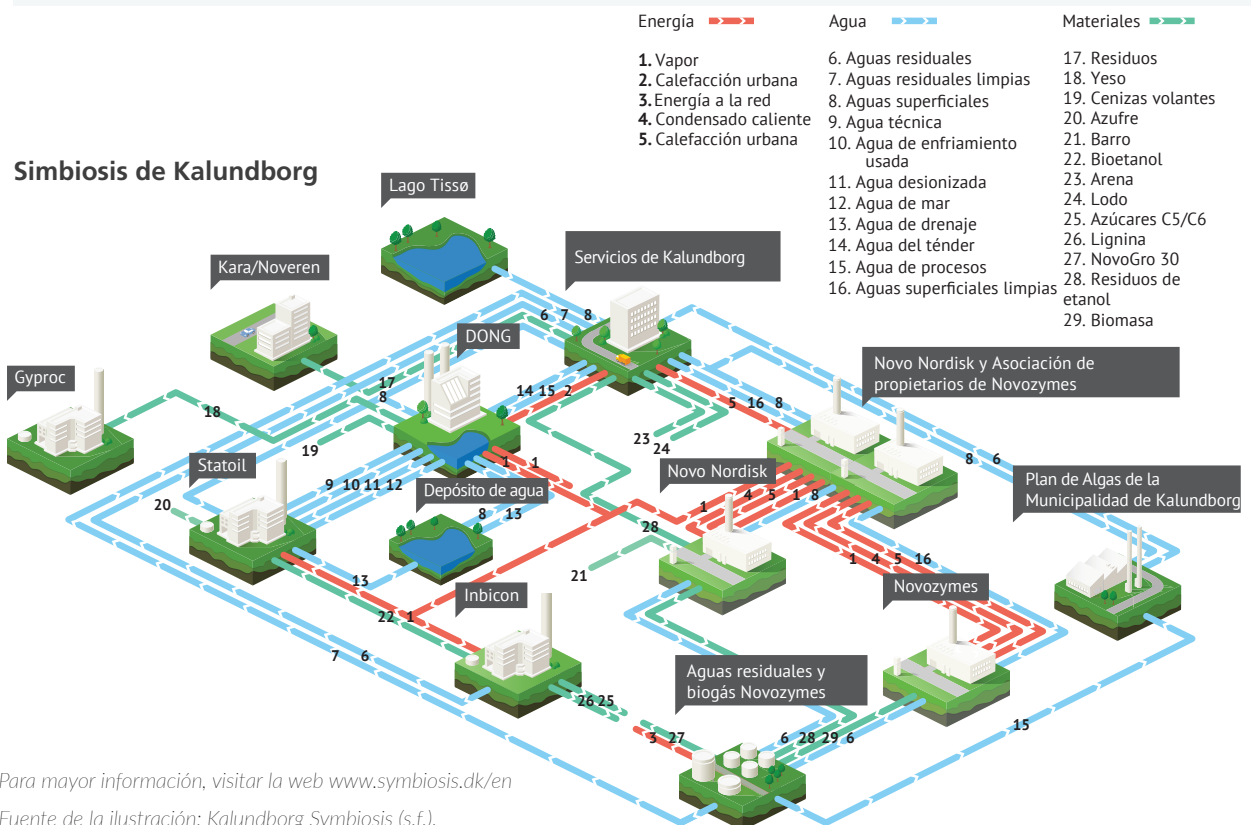 Energía
1. Vapor
2. Calefacción urbana
3. Energía a la red
4. Condensado caliente
5. Calefacción urbana
Agua
6. Aguas residuales
7. Aguas residuales limpias
8. Aguas superficiales
9. Agua técnica
10. Agua de enfriamiento
usada
11. Agua desionizada
12. Agua de mar
13. Agua de drenaje
14. Agua del ténder
15. Agua de procesos
16. Aguas superficiales limpias
Materiales
17. Residuos
18. Yeso
19. Cenizas volantes
20. Azufre
21. Barro
22. Bioetanol
23. Arena
24. Lodo
25. Azúcares C5/C6
26. Lignina
27. NovoGro 30
28. Residuos de
etanol
29. Biomasa
Simbiosis de Kalundborg
Lago Tissø
Servicios de Kalundborg
Kara/Noveren
6 7 8
DONG
Novo Nordisk y Asociación de
propietarios de Novozymes
Gyproc
17
8
14 15 2
5 16 8
18
23
24
19
8 6
Statoil
1 1
Novo Nordisk
Plan de Algas de la
Municipalidad de Kalundborg
9 10 11 12
Depósito de agua
1 4 5 1 8
20
8 13
28
1 4 5 16
21
13
Inbicon
Novozymes
22 1
7 6
Aguas residuales y
biogás Novozymes
26 25
15
3 27
6 28 29 6
Para mayor información, visitar la web www.symbiosis.dk/en
Fuente de la ilustración: Kalundborg Symbiosis (s.f.).